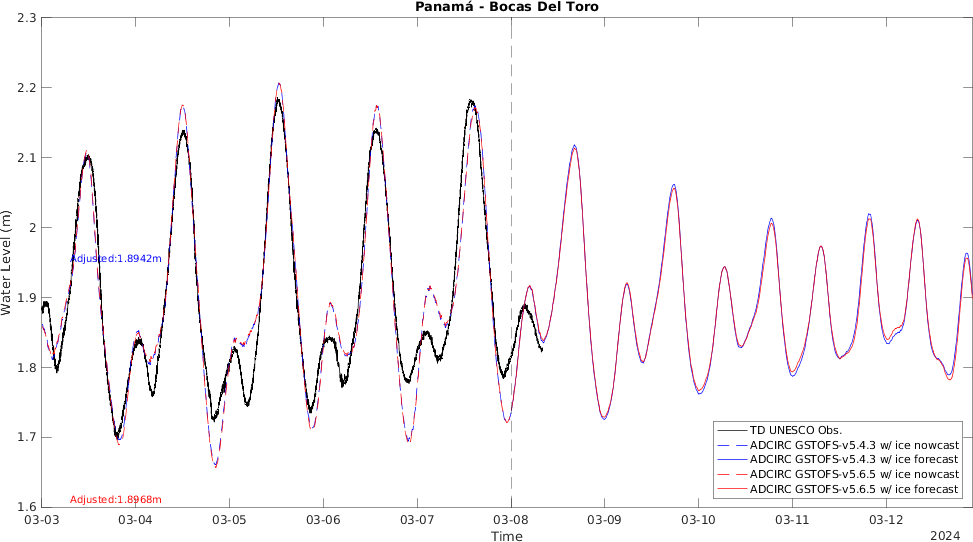 Panamá - Bocas Del Toro
Water Level (m)
2.3
2.2
2.1
2
1.9
1.8
1.7
1.6
Adjusted:1.8942m
Adjusted:1.8968m
TD UNESCO Obs.
ADCIRC GSTOFS-v5.4.3 w/ ice nowcast
ADCIRC GSTOFS-v5.4.3 w/ ice forecast
ADCIRC GSTOFS-v5.6.5 w/ ice nowcast
ADCIRC GSTOFS-v5.6.5 w/ ice forecast
03-03 03-04 03-05 03-06 03-07 03-08 03-09 03-10 03-11 03-12
Time
2024